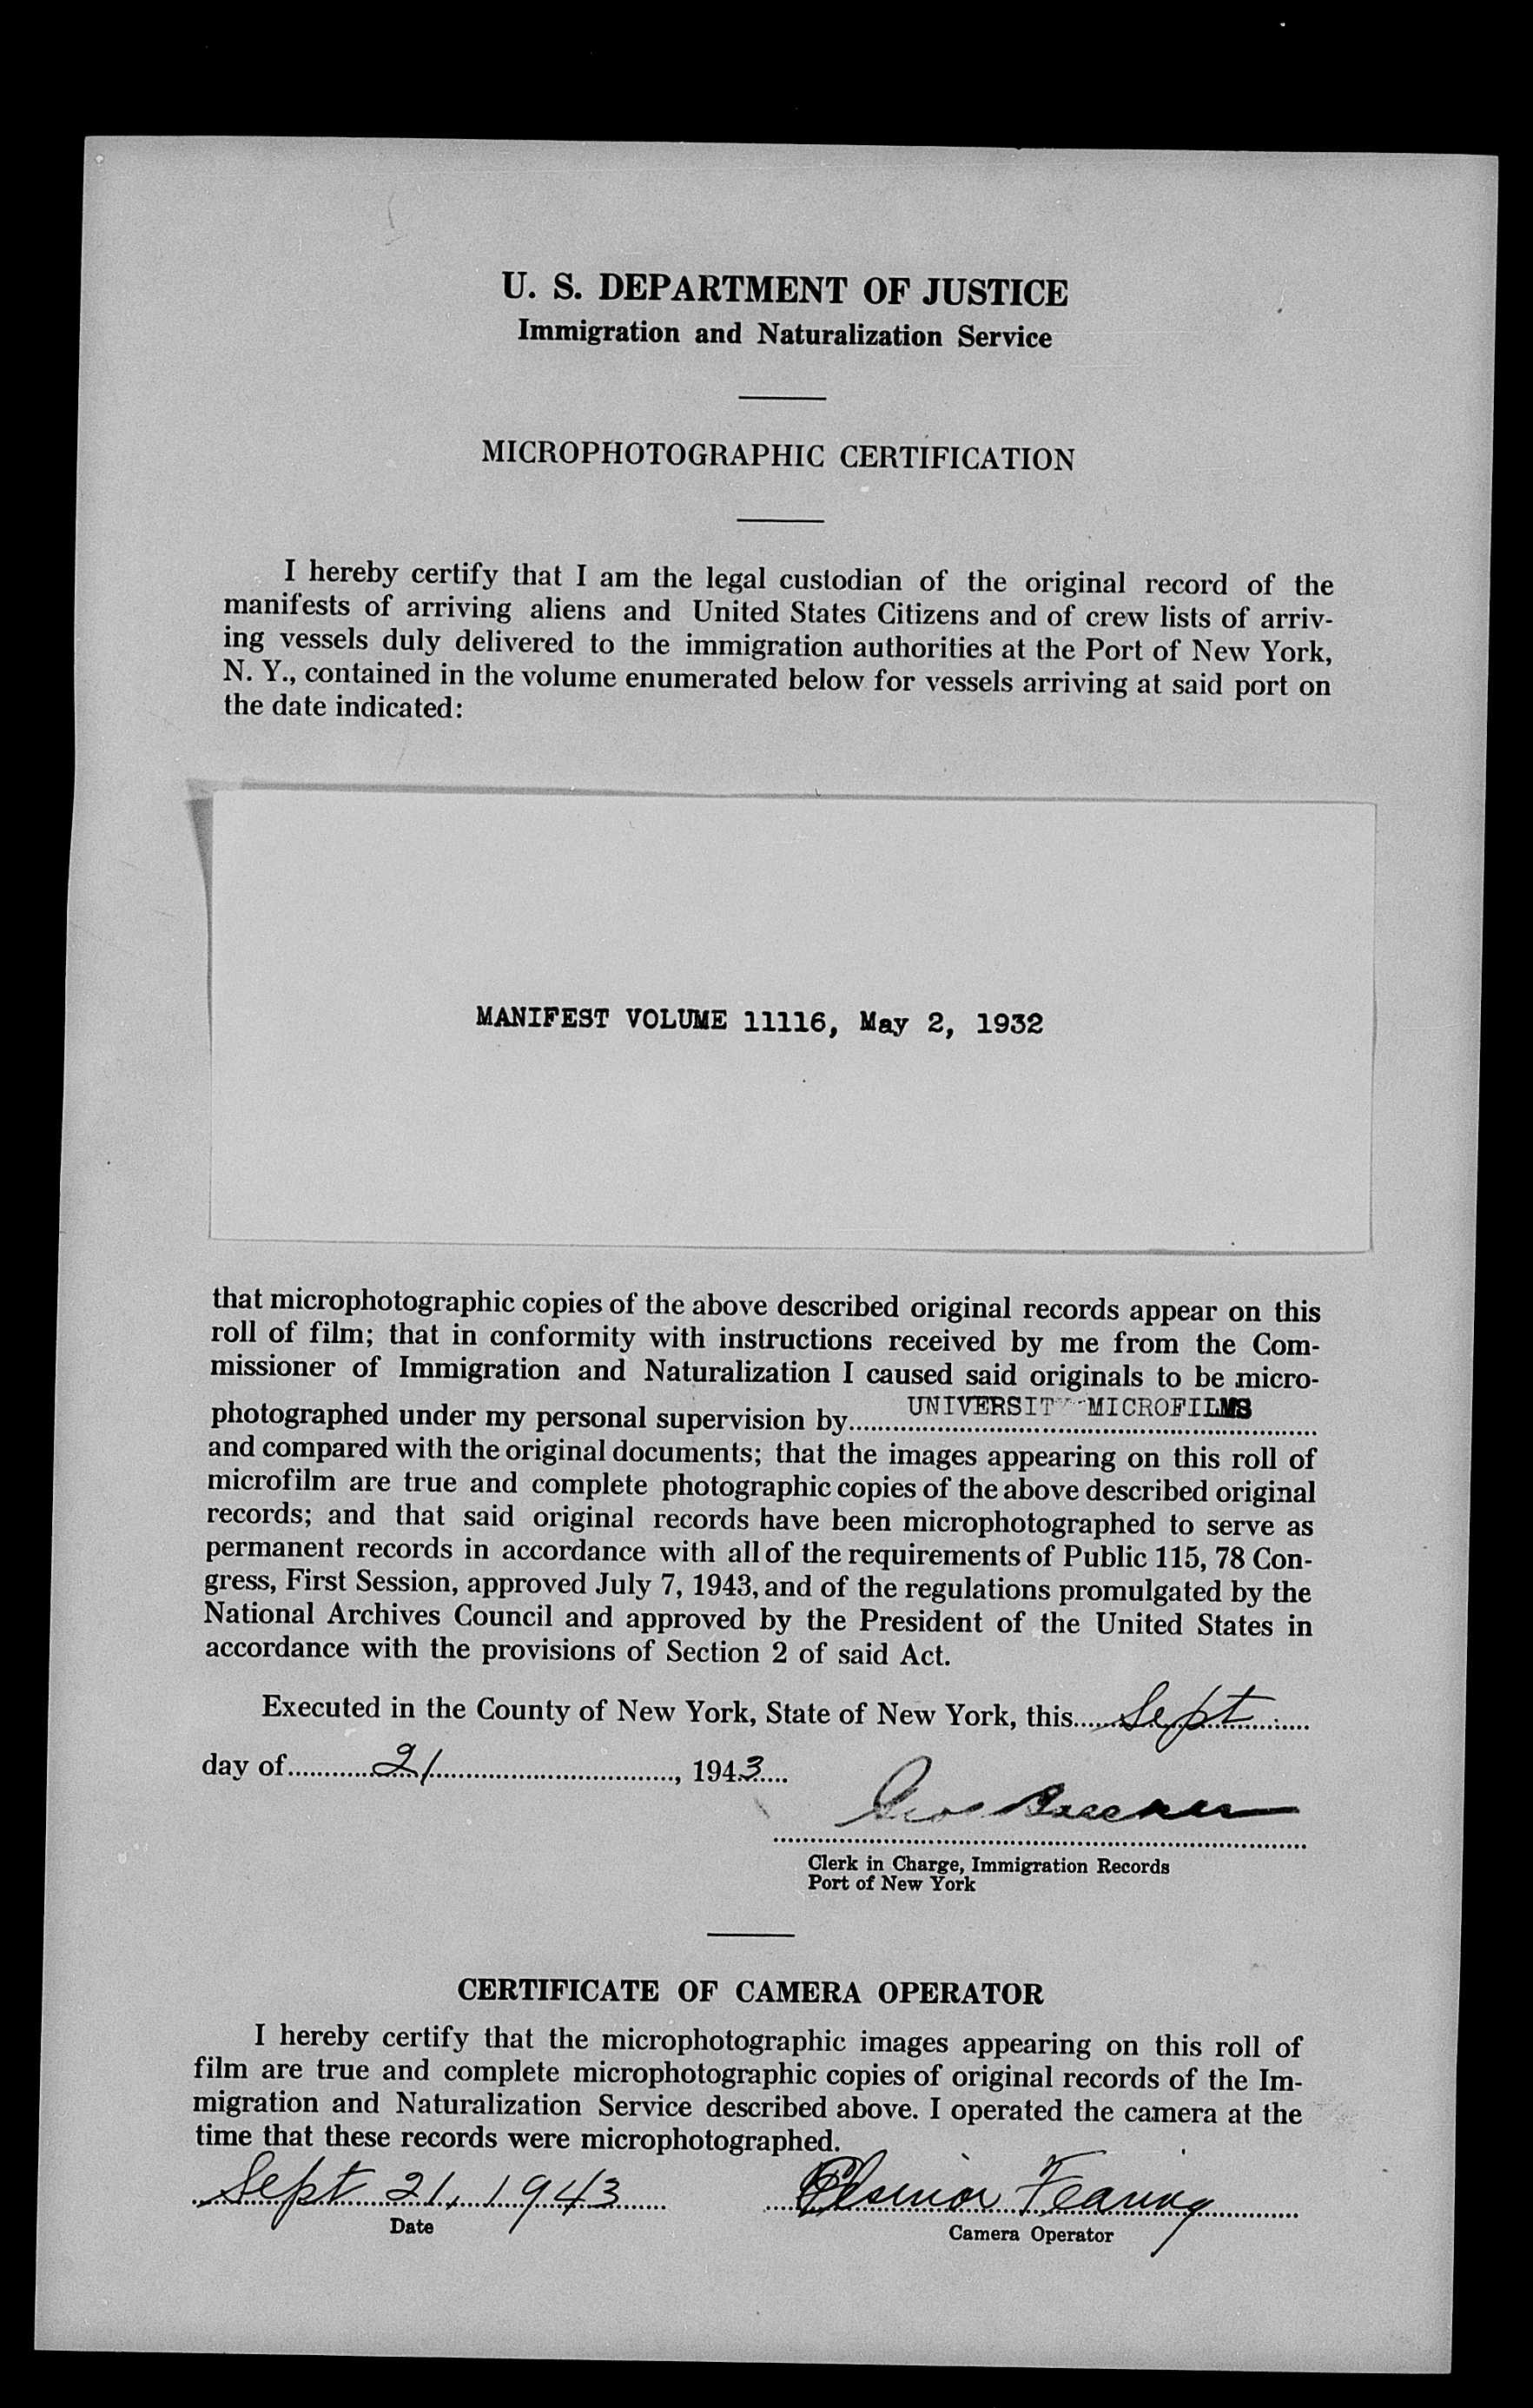 U. S. DEPARTMENT OF JUSTICE
Immigration and Naturalization Service
MICROPHOTOGRAPHIC CERTIFICATION
I hereby certify that I am the legal custodian of the original record of the
manifests of arriving aliens and United States Citizens and of crew lists of arriv-
ing vessels duly delivered to the immigration authorities at the Port of New York,
N. Y., contained in the volume enumerated below for vessels arriving at said port on
the date indicated:
MANIFEST VOLUME 11116, May 2, 1932
that microphotographic copies of the above described original records appear on this
roll of film; that in conformity with instructions received by me from the Com-
missioner of Immigration and Naturalization I caused said originals to be micro-
photographed under my personal supervision by UNIVERSITY MICROFILMS
and compared with the original documents; that the images appearing on this roll of
microfilm are true and complete photographic copies of the above described original
records; and that said original records have been microphotographed to serve as
permanent records in accordance with all of the requirements of Public 115, 78 Con-
gress, First Session, approved July 7, 1943, and of the regulations promulgated by the
National Archives Council and approved by the President of the United States in
accordance with the provisions of Section 2 of said Act.
Executed in the County of New York, State of New York, this Sept
day of 21, 1943
Geo
Clerk in Charge, Immigration Records
Port of New York
CERTIFICATE OF CAMERA OPERATOR
I hereby certify that the microphotographic images appearing on this roll of
film are true and complete microphotographic copies of original records of the Im-
migration and Naturalization Service described above. I operated the camera at the
time that these records were microphotographed.
Sept 21, 1943 Fearing
Date
Camera Operator